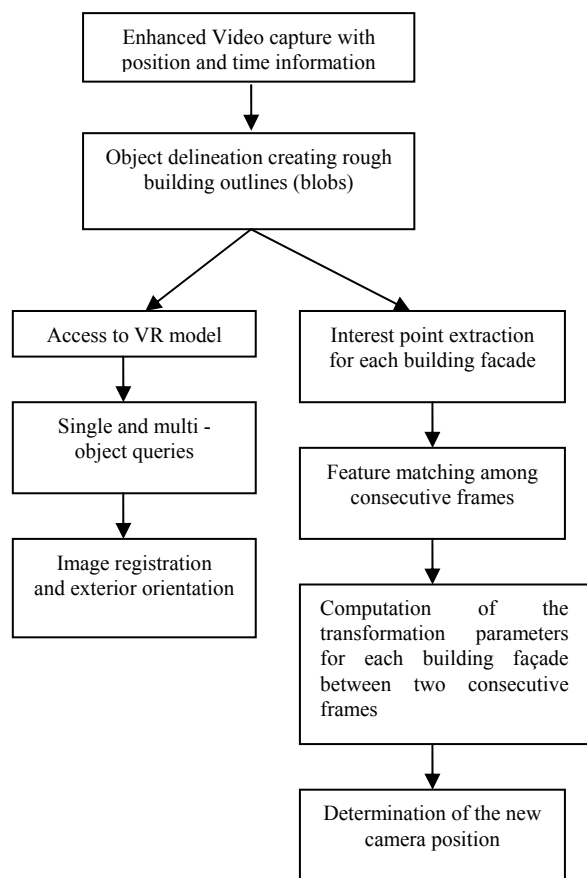 Enhanced Video capture with
position and time information
Object delineation creating rough
building outlines (blobs)
Access to VR model
Single and multi -
object queries
Image registration
and exterior orientation
Interest point extraction
for each building facade
Feature matching among
consecutive frames
Computation of the
transformation parameters
for each building façade
between two consecutive
frames
Determination of the new
camera position